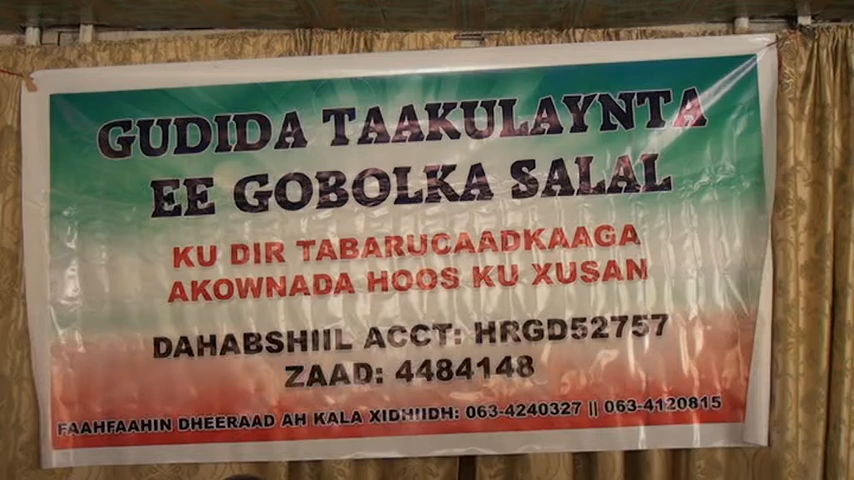 GUDIDA TAAKULAYNTA
EE GOBOLKA SALAL
KU DIR TABARUCAADKAAGA
AKOWNADA HOOS KU XUSAN
DAHABSHIIL ACCT: HRGD52757
ZAAD: 4484148
FAAHFAAHIN DHEERAAD AH KALA XIDHIIDH: 063-4240327 || 063-4120815